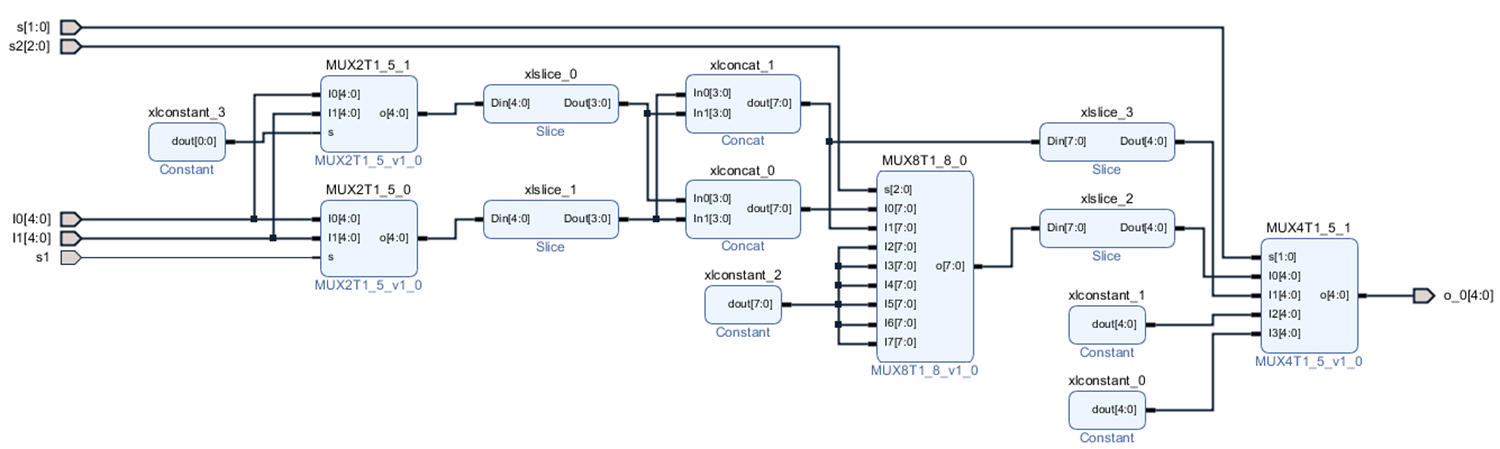 s[1:0]
s2[2:0]
MUX2T1_5_1
I0[4:0]
I1[4:0]
o[4:0]
s
MUX2T1_5_v1_0
xlconstant_3
dout[0:0]
Constant
xlslice_0
Din[4:0] Dout[3:0]
Slice
xlconcat_1
In0[3:0]
In1[3:0]
dout[7:0]
Concat
I0[4:0]
I1[4:0]
s1
MUX2T1_5_0
I0[4:0]
I1[4:0]
o[4:0]
s
MUX2T1_5_v1_0
xlslice_1
Din[4:0] Dout[3:0]
Slice
xlconcat_0
In0[3:0]
In1[3:0]
dout[7:0]
Concat
xlconstant_2
dout[7:0]
Constant
MUX8T1_8_0
s[2:0]
I0[7:0]
I1[7:0]
I2[7:0]
I3[7:0]
I4[7:0]
I5[7:0]
I6[7:0]
I7[7:0]
o[7:0]
MUX8T1_8_v1_0
xlslice_3
Din[7:0] Dout[4:0]
Slice
xlslice_2
Din[7:0] Dout[4:0]
Slice
xlconstant_1
dout[4:0]
Constant
xlconstant_0
dout[4:0]
Constant
MUX4T1_5_1
s[1:0]
I0[4:0]
I1[4:0]
I2[4:0]
I3[4:0]
o[4:0]
MUX4T1_5_v1_0
o_0[4:0]